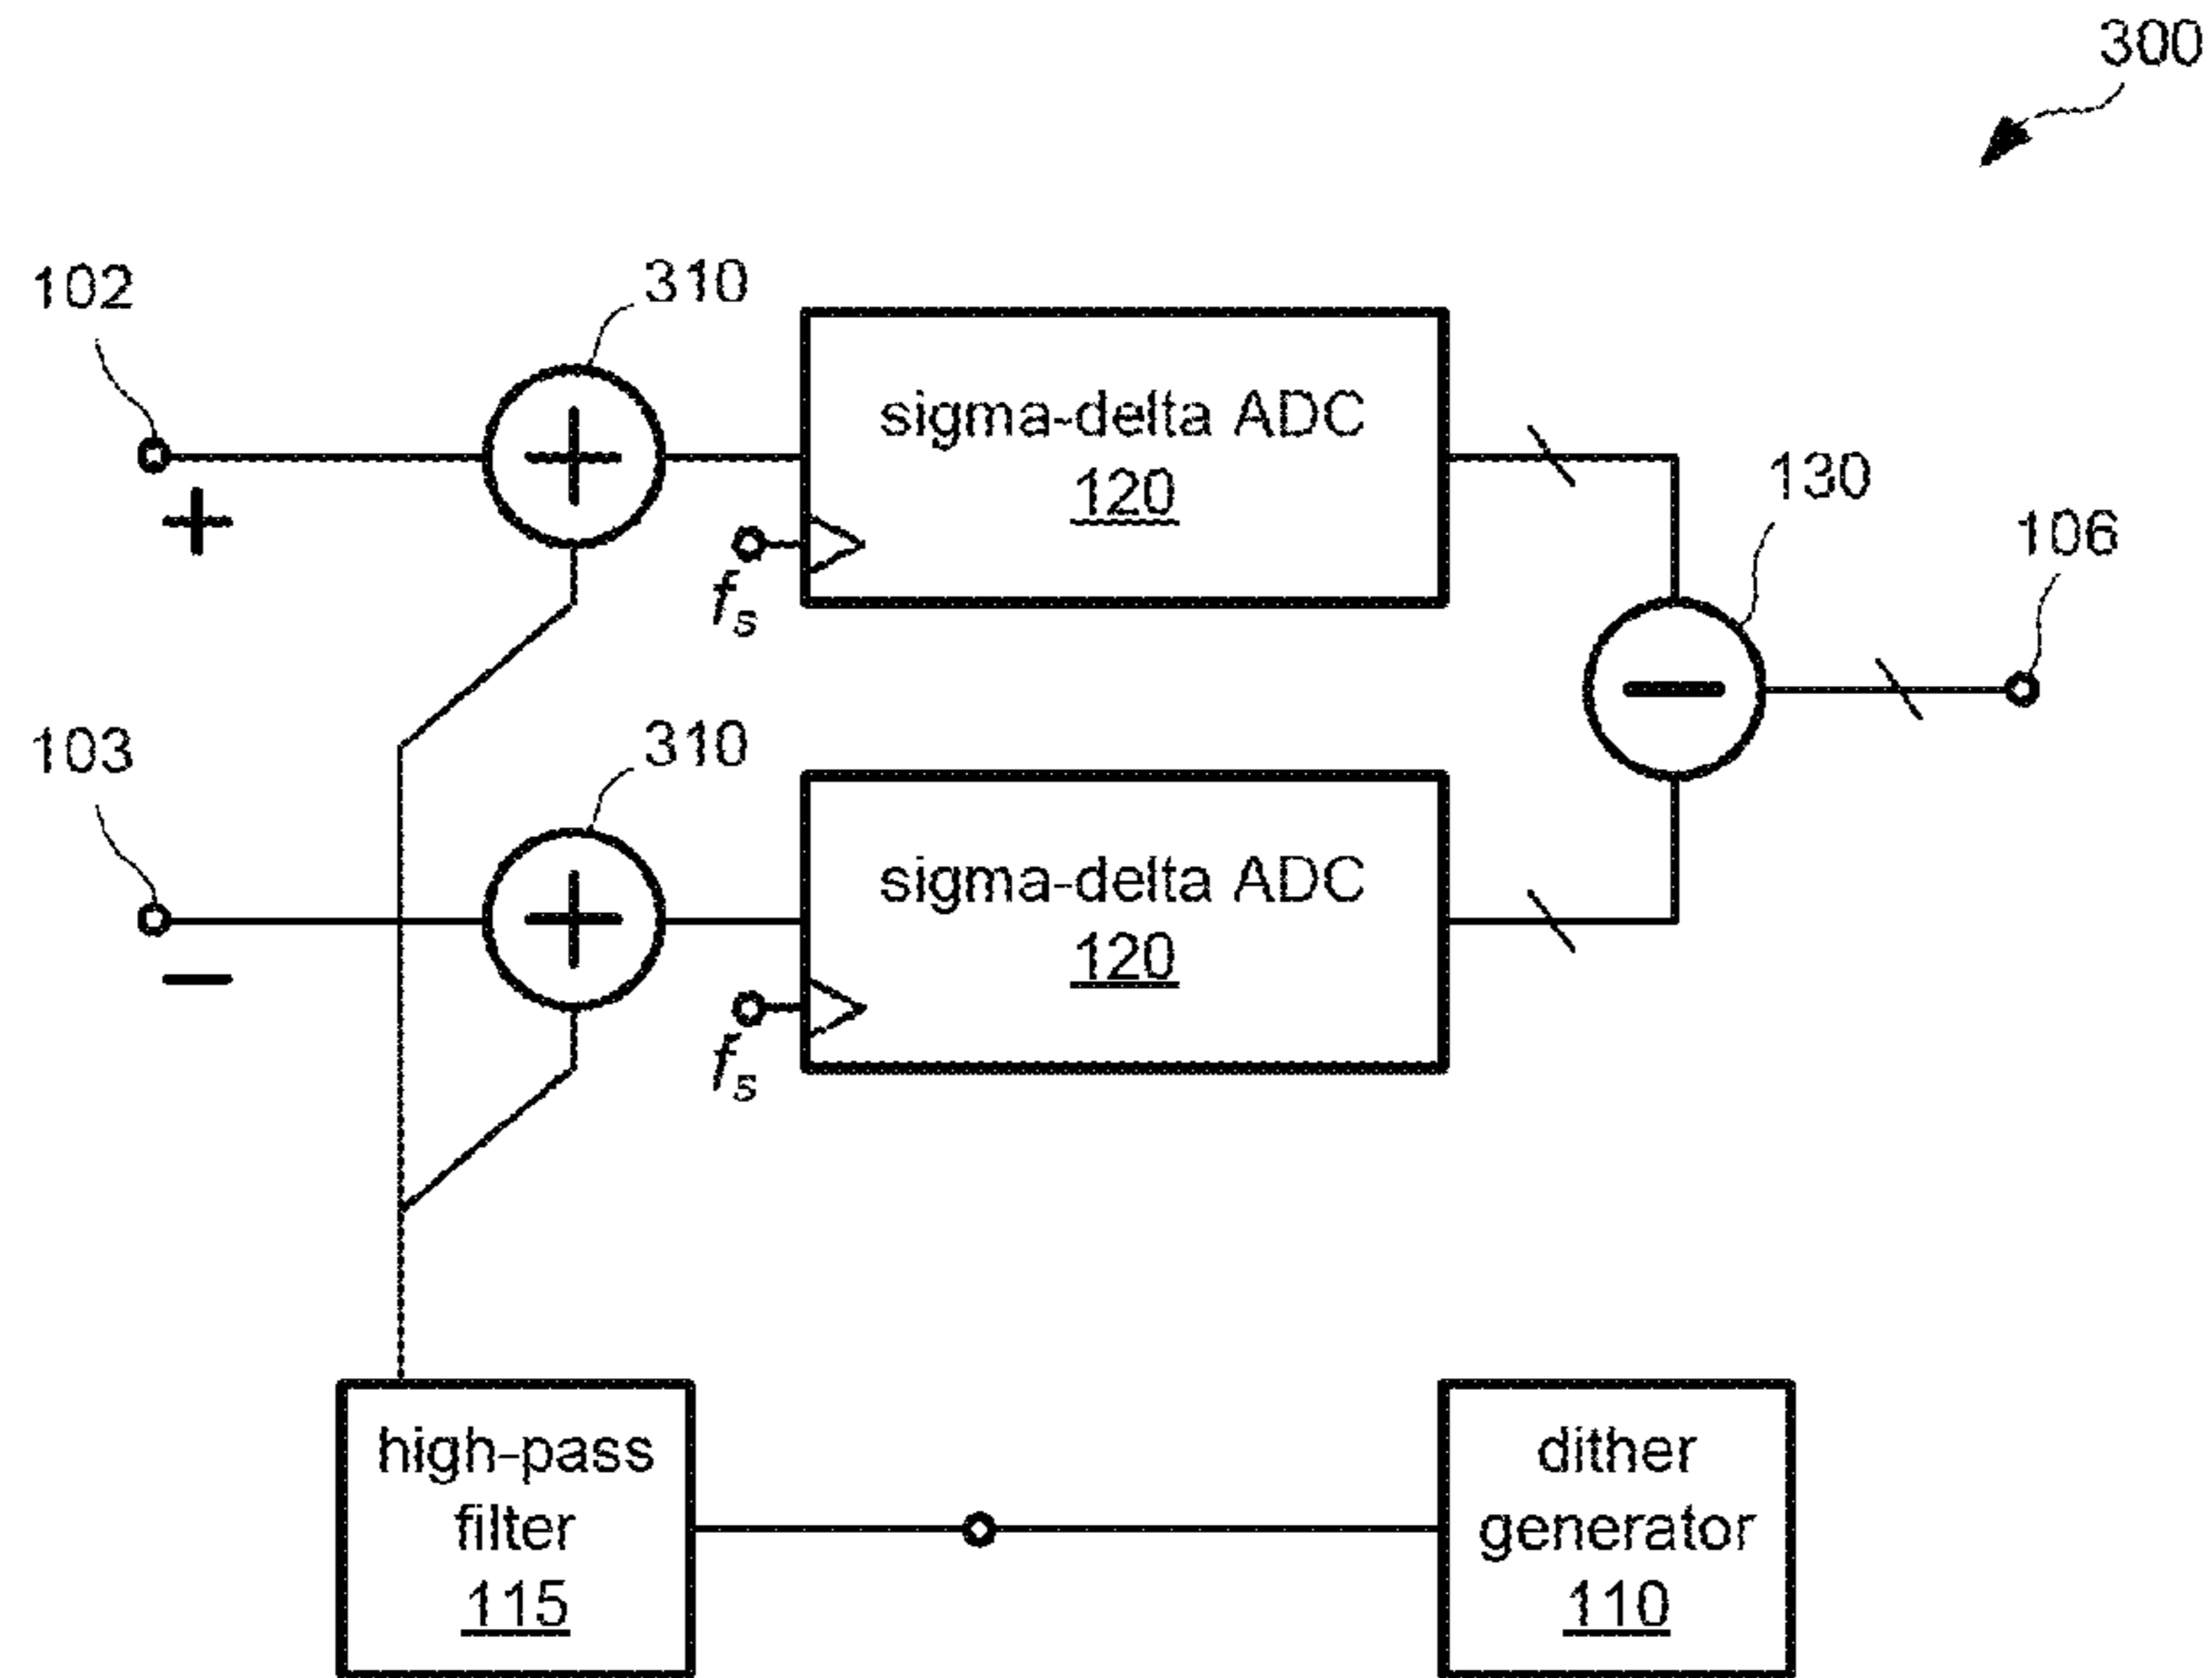 300
102
310
sigma-delta ADC
120
+
fs
130
106
103
310
sigma-delta ADC
120
−
fs
high-pass
filter
115
dither
generator
110